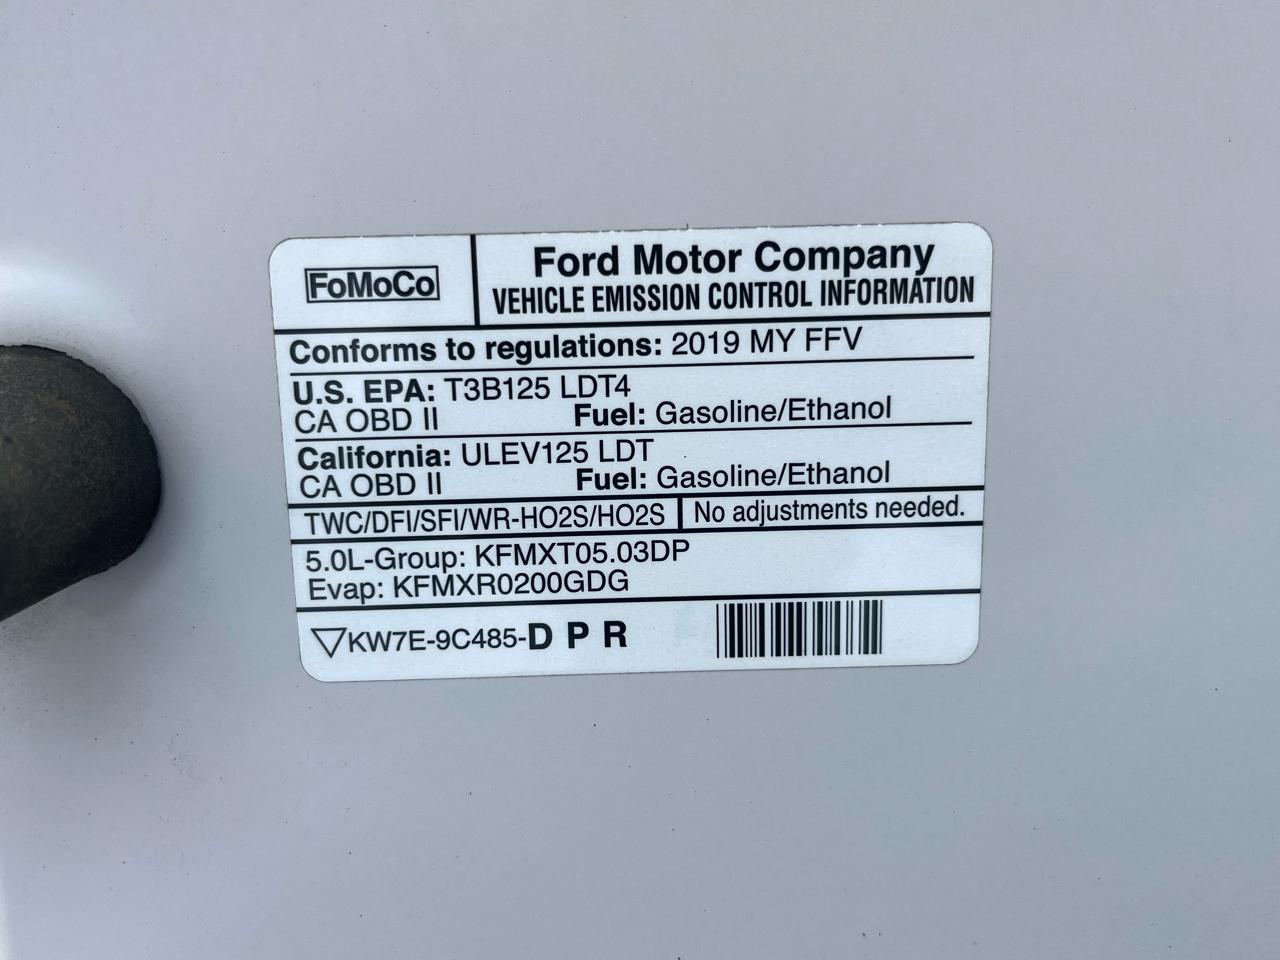 FoMoCo
Ford Motor Company
VEHICLE EMISSION CONTROL INFORMATION
Conforms to regulations: 2019 MY FFV
U.S. EPA: T3B125 LDT4
CA OBD II Fuel: Gasoline/Ethanol
California: ULEV125 LDT
CA OBD II Fuel: Gasoline/Ethanol
TWC/DFI/SFI/WR-HO2S/HO2S No adjustments needed.
5.0L-Group: KFMXT05.03DP
Evap: KFMXR0200GDG
KW7E-9C485-D P R